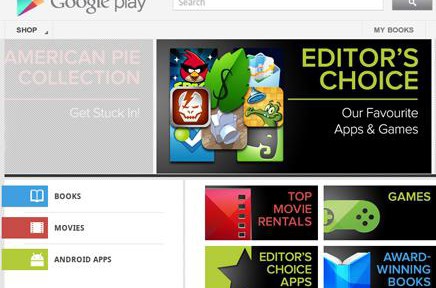 Google play
Search
SHOP
MY BOOKS
AMERICAN PIE
COLLECTION
Get Stuck In!
EDITOR'S
CHOICE
Our Favourite
Apps & Games
BOOKS
MOVIES
ANDROID APPS
TOP
MOVIE
RENTALS
GAMES
EDITOR'S
CHOICE
APPS
AWARD-
WINNING
BOOKS